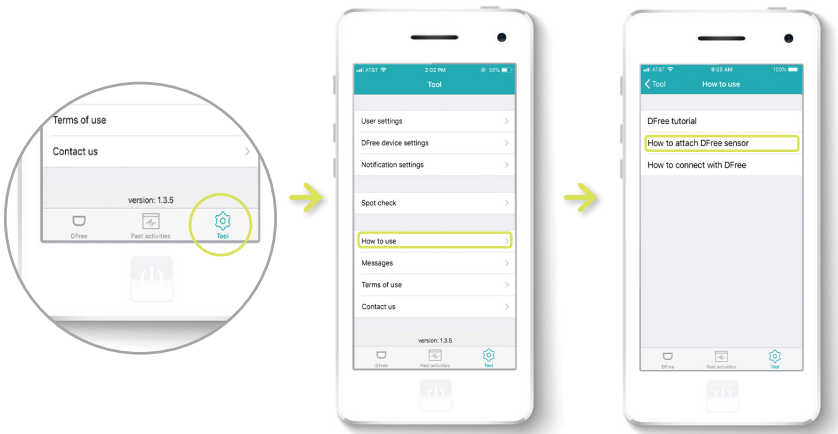 Terms of use
Contact us
version: 1.3.5
DFree Past activities Tool
AT&T 2:02 PM 98%
Tool
User settings
DFree device settings
Notification settings
Spot check
How to use
Messages
Terms of use
Contact us
version: 1.3.5
DFree Past activities Tool
AT&T 9:23 AM 100%
Tool How to use
DFree tutorial
How to attach DFree sensor
How to connect with DFree
DFree Past activities Tool